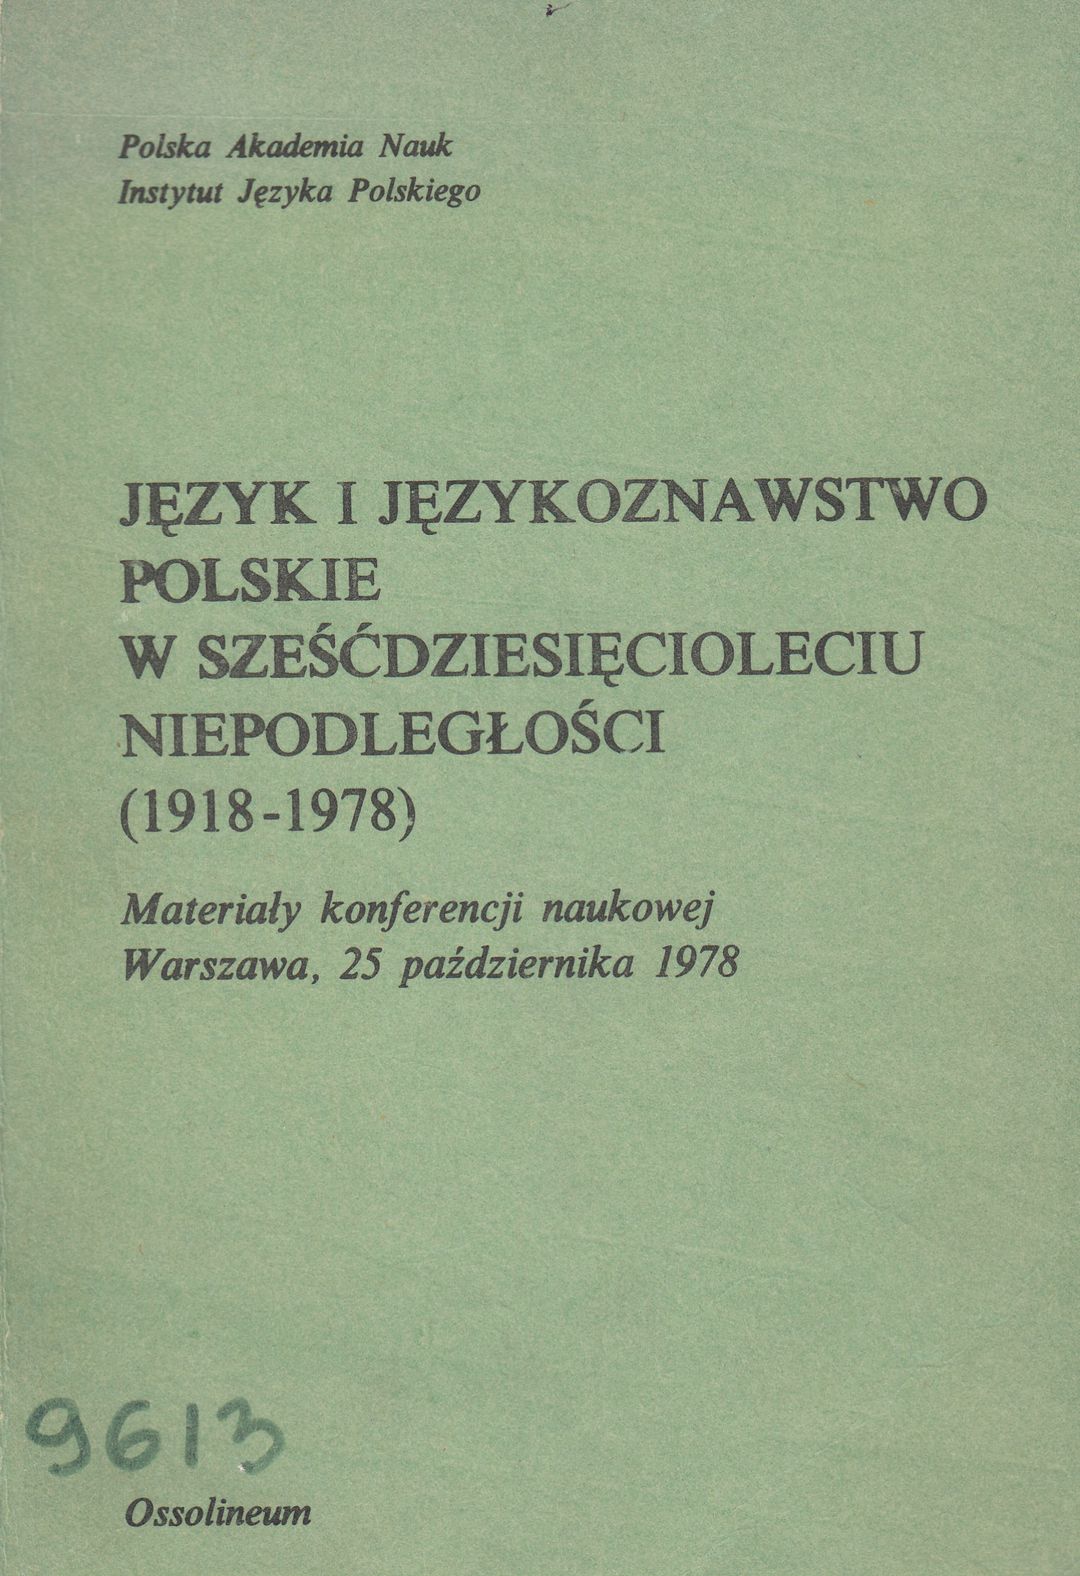 Polska Akademia Nauk
Instytut Języka Polskiego
JĘZYK I JĘZYKOZNAWSTWO
POLSKIE
W SZEŚĆDZIESIĘCIOLECIU
NIEPODLEGŁOŚCI
(1918-1978)
Materiały konferencji naukowej
Warszawa, 25 października 1978
9613
Ossolineum